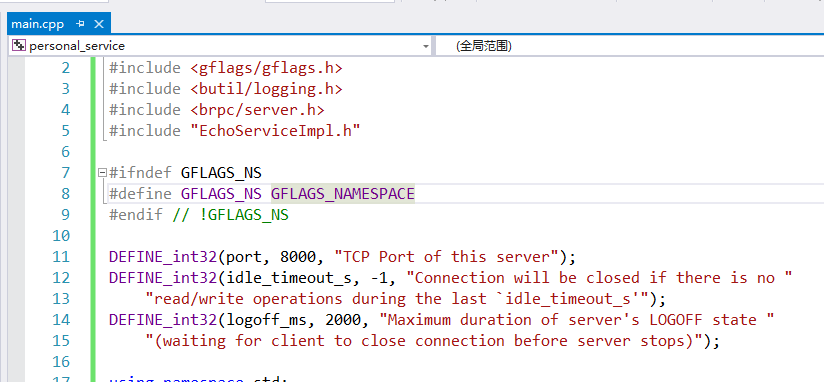 main.cpp
personal_service
(全局范围)
2 #include <gflags/gflags.h>
3 #include <butil/logging.h>
4 #include <brpc/server.h>
5 #include "EchoServiceImpl.h"
6
7 #ifndef GFLAGS_NS
8 #define GFLAGS_NS GFLAGS_NAMESPACE
9 #endif // !GFLAGS_NS
10
11 DEFINE_int32(port, 8000, "TCP Port of this server");
12 DEFINE_int32(idle_timeout_s, -1, "Connection will be closed if there is no "
13 "read/write operations during the last `idle_timeout_s'");
14 DEFINE_int32(logoff_ms, 2000, "Maximum duration of server's LOGOFF state "
15 "(waiting for client to close connection before server stops)");
16
17 using namespace std;